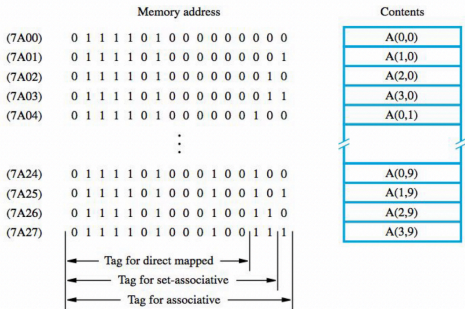 Memory address Contents
(7A00) 0 1 1 1 1 0 1 0 0 0 0 0 0 0 0 0 A(0,0)
(7A01) 0 1 1 1 1 0 1 0 0 0 0 0 0 0 0 1 A(1,0)
(7A02) 0 1 1 1 1 0 1 0 0 0 0 0 0 0 1 0 A(2,0)
(7A03) 0 1 1 1 1 0 1 0 0 0 0 0 0 0 1 1 A(3,0)
(7A04) 0 1 1 1 1 0 1 0 0 0 0 0 0 1 0 0 A(0,1)
(7A24) 0 1 1 1 1 0 1 0 0 0 1 0 0 1 0 0 A(0,9)
(7A25) 0 1 1 1 1 0 1 0 0 0 1 0 0 1 0 1 A(1,9)
(7A26) 0 1 1 1 1 0 1 0 0 0 1 0 0 1 1 0 A(2,9)
(7A27) 0 1 1 1 1 0 1 0 0 0 1 0 0 1 1 1 A(3,9)
Tag for direct mapped
Tag for set-associative
Tag for associative